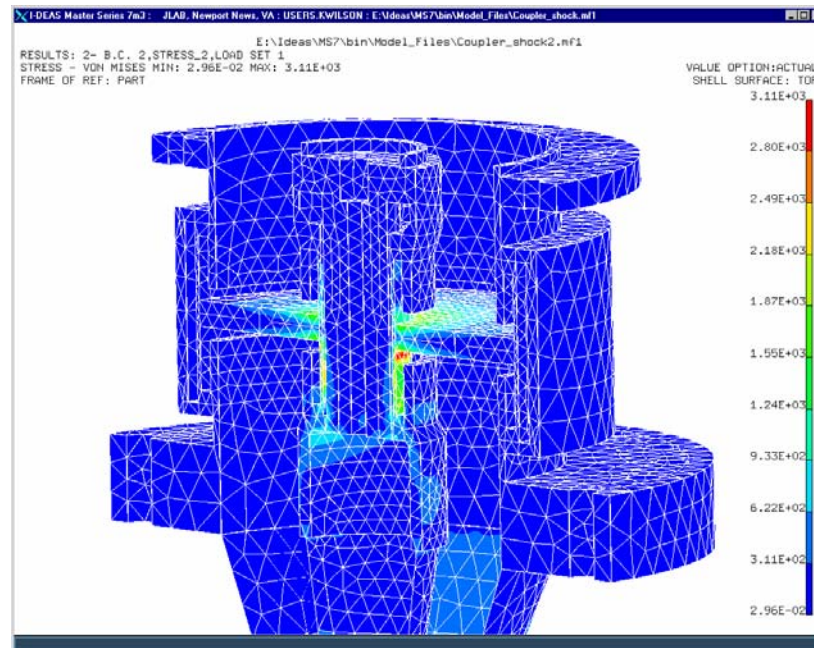 I-DEAS Master Series 7m3 : JLAB, Newport News, VA : USERS.KWILSON : E:\Ideas\MS7\bin\Model_Files\Coupler_shock.mf1
E:\Ideas\MS7\bin\Model_Files\Coupler_shock2.mf1
RESULTS: 2- B.C. 2,STRESS_2,LOAD SET 1
STRESS - VON MISES MIN: 2.96E-02 MAX: 3.11E+03
FRAME OF REF: PART
VALUE OPTION:ACTUAL
SHELL SURFACE: TOP
3.11E+03
2.80E+03
2.49E+03
2.18E+03
1.87E+03
1.55E+03
1.24E+03
9.33E+02
6.22E+02
3.11E+02
2.96E-02